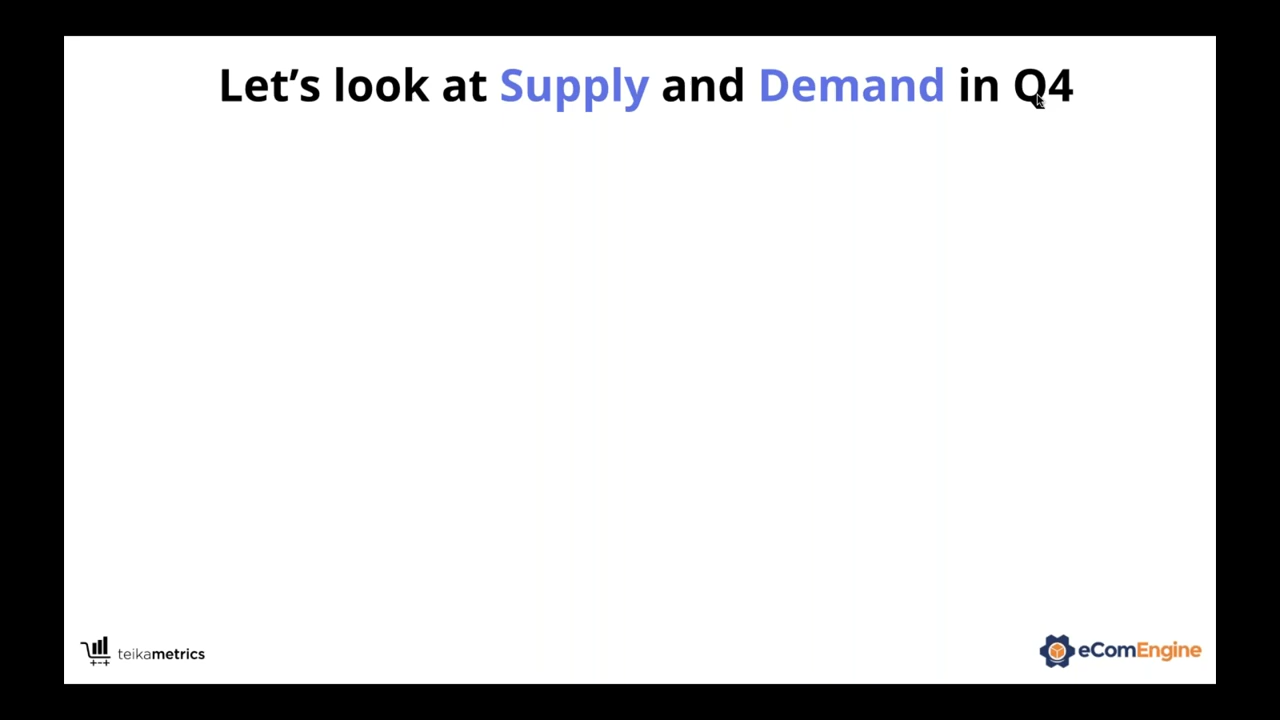 Let’s look at Supply and Demand in Q4
teikametrics
eComEngine